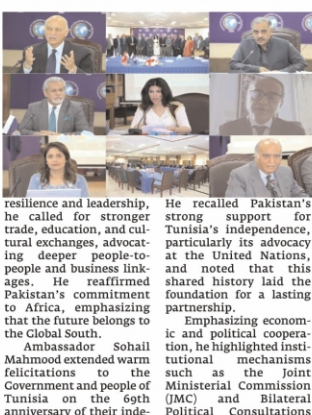 resilience and leadership,
he called for stronger
trade, education, and cul-
tural exchanges, advocat-
ing deeper people-to-
people and business link-
ages. He reaffirmed
Pakistan's commitment
to Africa, emphasizing
that the future belongs to
the Global South.
Ambassador Sohail
Mahmood extended warm
felicitations to the
Government and people of
Tunisia on the 69th
anniversary of their inde-
He recalled Pakistan's
strong support for
Tunisia's independence,
particularly its advocacy
at the United Nations,
and noted that this
shared history laid the
foundation for a lasting
partnership.
Emphasizing econom-
ic and political coopera-
tion, he highlighted insti-
tutional mechanisms
such as the Joint
Ministerial Commission
(JMC) and Bilateral
Political Consultations